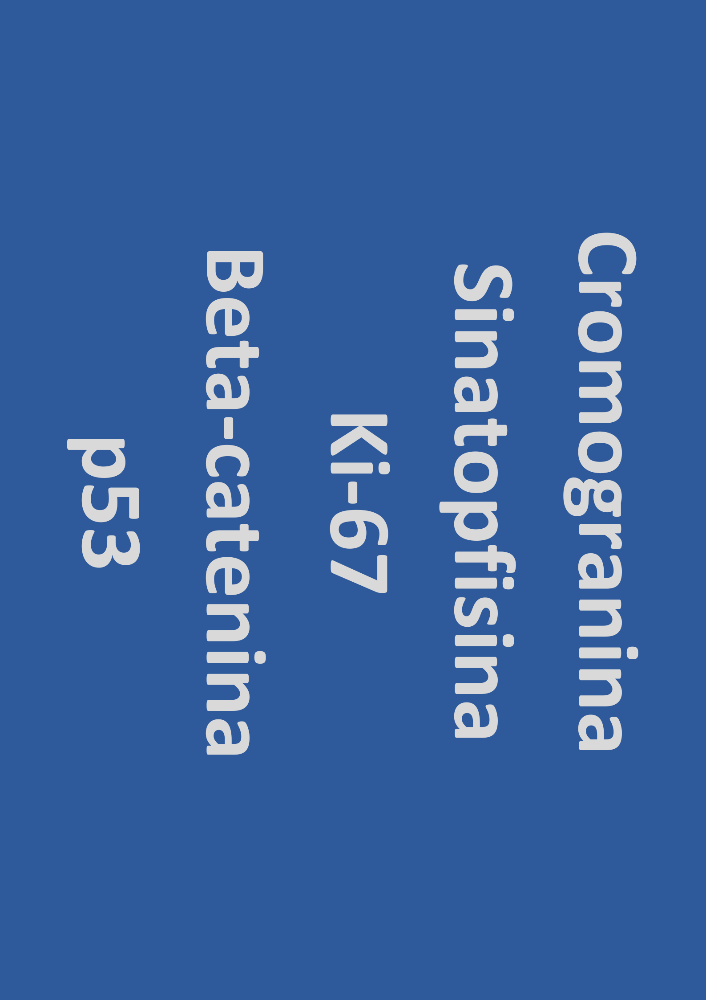 Cromogranina
Sinatopfisina
Ki-67
Beta-catenina
p53